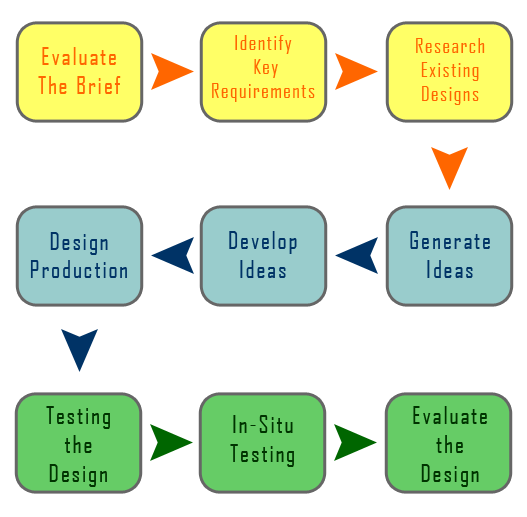 Evaluate
The Brief
Identify
Key
Requirements
Research
Existing
Designs
Generate
Ideas
Develop
Ideas
Design
Production
Testing
the
Design
In-Situ
Testing
Evaluate
the
Design